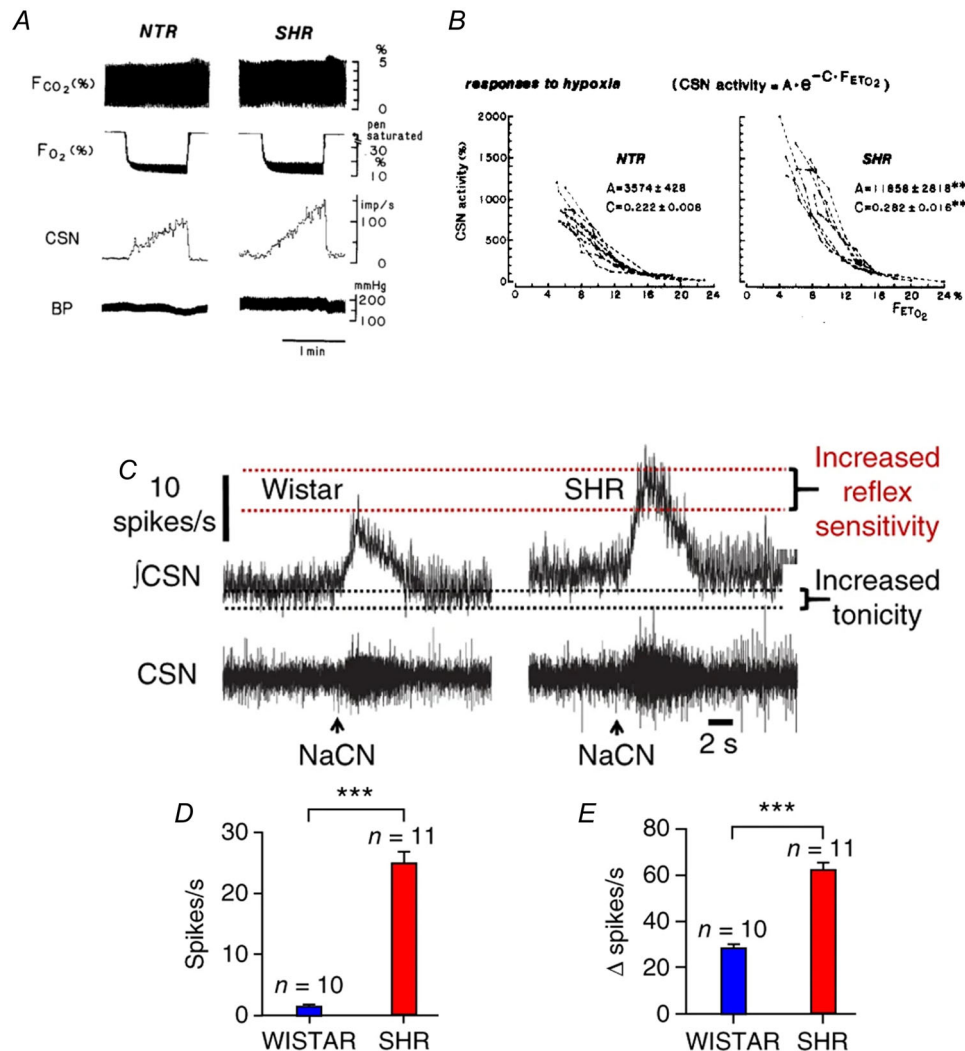 A
NTR SHR
%
FCO2(%)
5
0
pen
saturated
FO2(%)
30
%
10
imp/s
CSN
100
0
mmHg
BP
200
100
1 min
B
responses to hypoxia (CSN activity = A·e-C·FETO2)
2000
1500
1000
500
CSN activity(%)
NTR
A=3574±428
C=0.222±0.006
0 4 8 12 16 20 24
SHR
A=11858±2818**
C=0.282±0.016**
0 4 8 12 16 20 24 %
FETO2
C
10
spikes/s
Wistar SHR
Increased
reflex
sensitivity
∫CSN
Increased
tonicity
CSN
NaCN NaCN
2 s
D
***
30
20
10
0
Spikes/s
n = 10
n = 11
WISTAR SHR
E
***
80
60
40
20
0
Δ spikes/s
n = 10
n = 11
WISTAR SHR